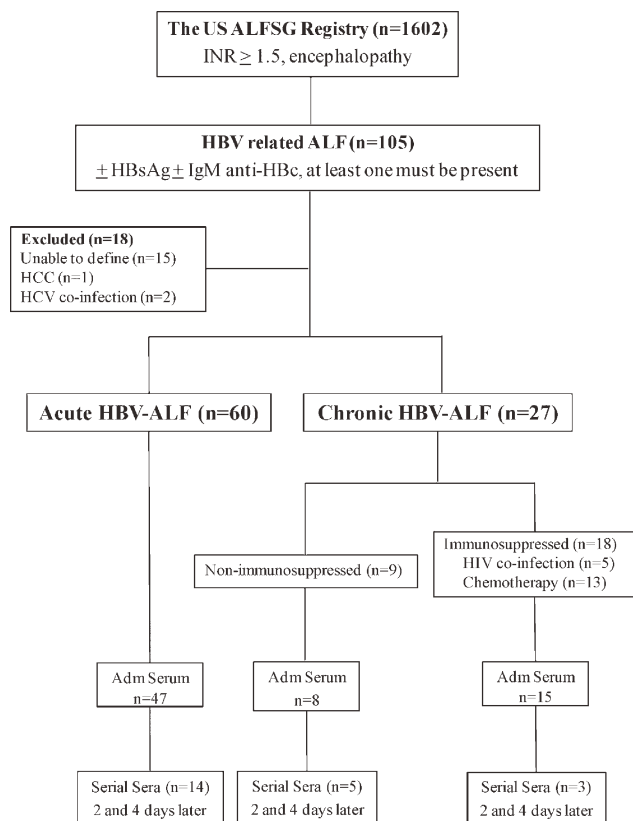 The US ALFSG Registry (n=1602)
INR ≥ 1.5, encephalopathy
HBV related ALF (n=105)
± HBsAg ± IgM anti-HBc, at least one must be present
Excluded (n=18)
Unable to define (n=15)
HCC (n=1)
HCV co-infection (n=2)
Acute HBV-ALF (n=60)
Chronic HBV-ALF (n=27)
Non-immunosuppressed (n=9)
Immunosuppressed (n=18)
HIV co-infection (n=5)
Chemotherapy (n=13)
Adm Serum
n=47
Adm Serum
n=8
Adm Serum
n=15
Serial Sera (n=14)
2 and 4 days later
Serial Sera (n=5)
2 and 4 days later
Serial Sera (n=3)
2 and 4 days later